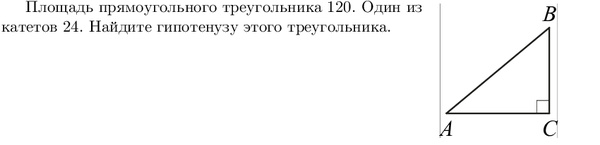 Площадь прямоугольного треугольника 120. Один из
катетов 24. Найдите гипотенузу этого треугольника.
B
A
C